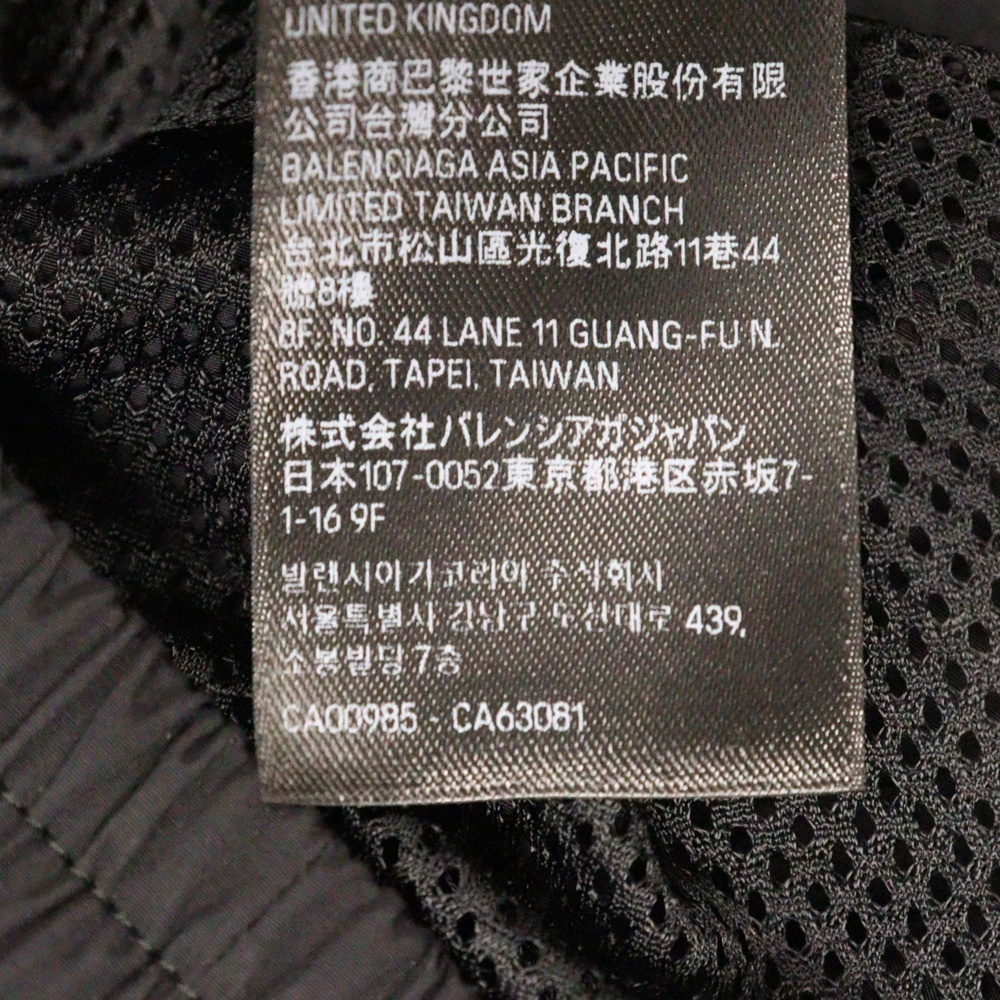 UNITED KINGDOM
香港商巴黎世家企業股份有限
公司台灣分公司
BALENCIAGA ASIA PACIFIC
LIMITED TAIWAN BRANCH
台北市松山區光復北路11巷44
號8樓
8F. NO. 44 LANE 11 GUANG-FU N.
ROAD, TAPEI, TAIWAN
株式会社バレンシアガジャパン
日本107-0052東京都港区赤坂7-
1-16 9F
발렌시아가코리아 주식회사
서울특별시 강남구 도산대로 439,
소봉빌딩 7층
CA00985 - CA63081